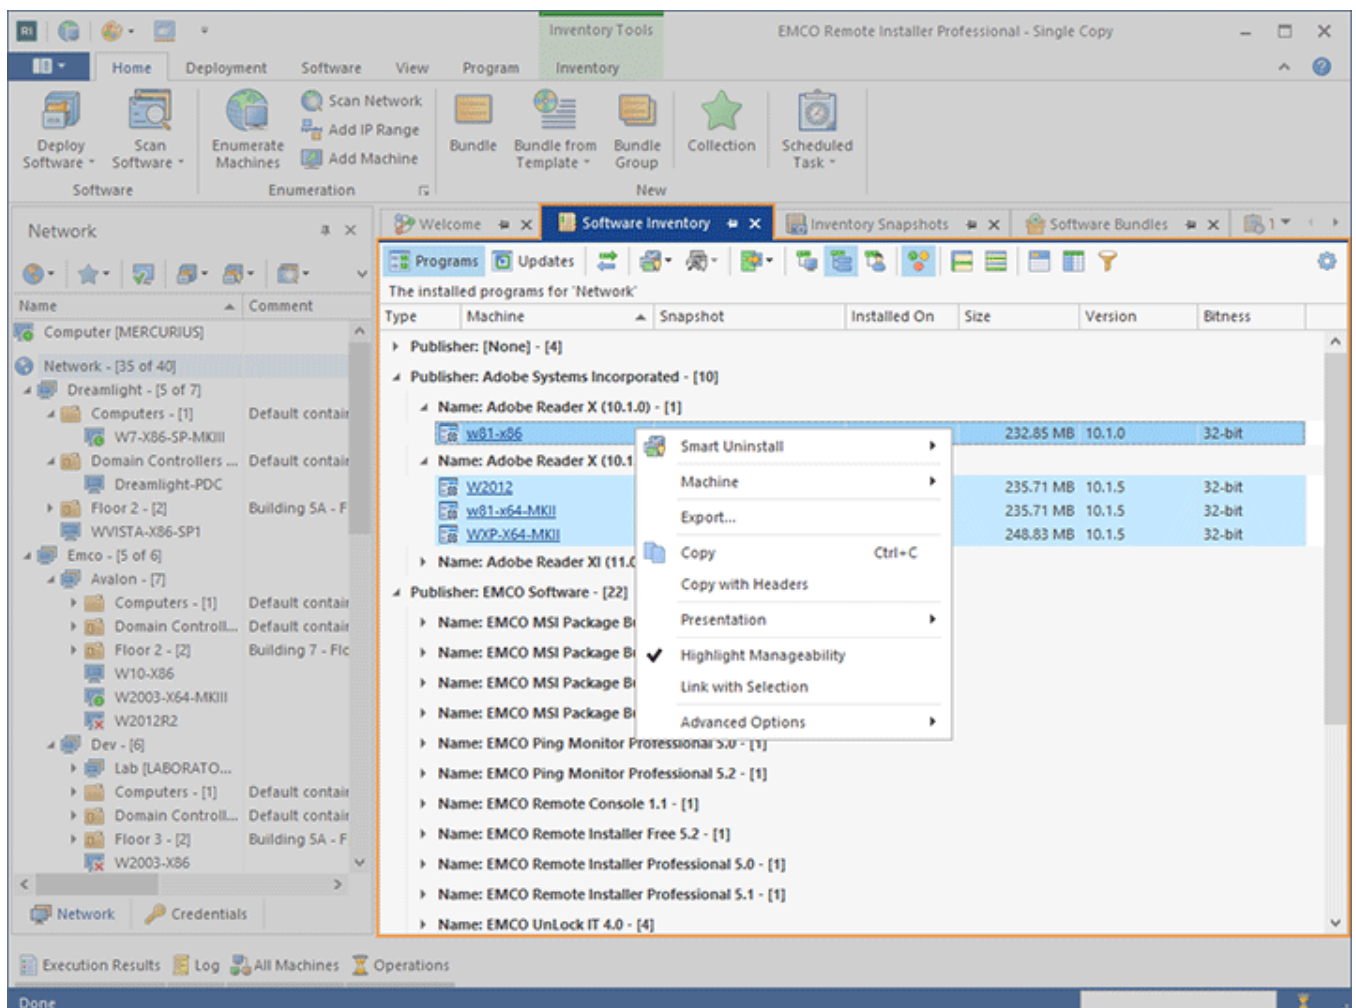 R1
Inventory Tools
EMCO Remote Installer Professional - Single Copy
Home Deployment Software View Program Inventory
Deploy Software
Scan Software
Software
Enumerate Machines
Scan Network
Add IP Range
Add Machine
Enumeration
Bundle
Bundle from Template
Bundle Group
Collection
Scheduled Task
New
Network
Name Comment
Computer [MERCURIUS]
Network - [35 of 40]
Dreamlight - [5 of 7]
Computers - [1] Default contain
W7-X86-SP-MKIII
Domain Controllers ... Default contain
Dreamlight-PDC
Floor 2 - [2] Building 5A - F
WVISTA-X86-SP1
Emco - [5 of 6]
Avalon - [7]
Computers - [1] Default contain
Domain Controll... Default contain
Floor 2 - [2] Building 7 - Flo
W10-X86
W2003-X64-MKIII
W2012R2
Dev - [6]
Lab [LABORATO...
Computers - [1] Default contain
Domain Controll... Default contain
Floor 3 - [2] Building 5A - F
W2003-X86
Network Credentials
Welcome Software Inventory Inventory Snapshots Software Bundles 1
Programs Updates
The installed programs for 'Network'
Type Machine Snapshot Installed On Size Version Bitness
Publisher: [None] - [4]
Publisher: Adobe Systems Incorporated - [10]
Name: Adobe Reader X (10.1.0) - [1]
w81-x86 232.85 MB 10.1.0 32-bit
Name: Adobe Reader X (10.1
W2012 235.71 MB 10.1.5 32-bit
w81-x64-MKII 235.71 MB 10.1.5 32-bit
WXP-X64-MKII 248.83 MB 10.1.5 32-bit
Name: Adobe Reader XI (11.0
Publisher: EMCO Software - [22]
Name: EMCO MSI Package Bu
Name: EMCO MSI Package Bu
Name: EMCO MSI Package Bu
Name: EMCO MSI Package Bu
Name: EMCO Ping Monitor Professional 5.0 - [1]
Name: EMCO Ping Monitor Professional 5.2 - [1]
Name: EMCO Remote Console 1.1 - [1]
Name: EMCO Remote Installer Free 5.2 - [1]
Name: EMCO Remote Installer Professional 5.0 - [1]
Name: EMCO Remote Installer Professional 5.1 - [1]
Name: EMCO UnLock IT 4.0 - [4]
Smart Uninstall
Machine
Export...
Copy Ctrl+C
Copy with Headers
Presentation
Highlight Manageability
Link with Selection
Advanced Options
Execution Results Log All Machines Operations
Done